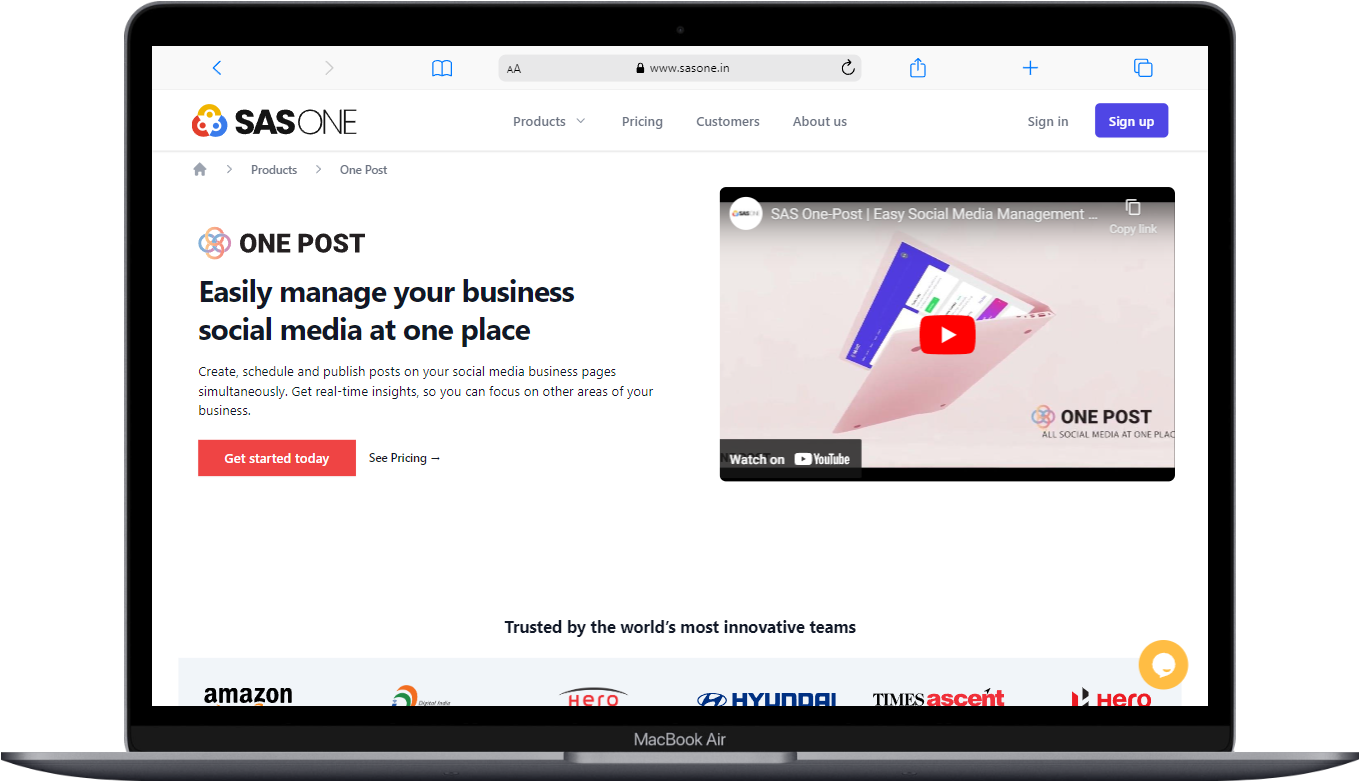 AA www.sasone.in
SAS ONE Products Pricing Customers About us Sign in Sign up
Products One Post
SAS One-Post | Easy Social Media Management ...
Copy link
ONE POST
Easily manage your business
social media at one place
Create, schedule and publish posts on your social media business pages
simultaneously. Get real-time insights, so you can focus on other areas of your
business.
Get started today See Pricing →
ONE POST
ALL SOCIAL MEDIA AT ONE PLAC
Watch on YouTube
Trusted by the world's most innovative teams
amazon Digital India Hero HYUNDAI TIMES ascent Hero
MacBook Air